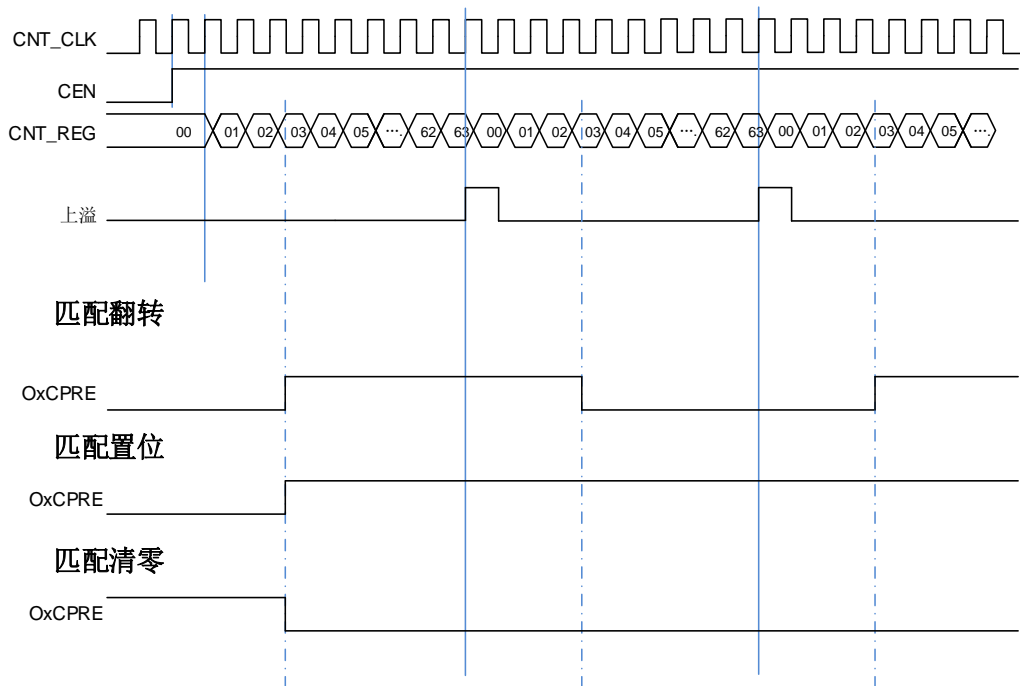 CNT_CLK
CEN
CNT_REG 00 01 02 03 04 05 ···. 62 63 00 01 02 03 04 05 ···. 62 63 00 01 02 03 04 05 ···.
上溢
匹配翻转
OxCPRE
匹配置位
OxCPRE
匹配清零
OxCPRE